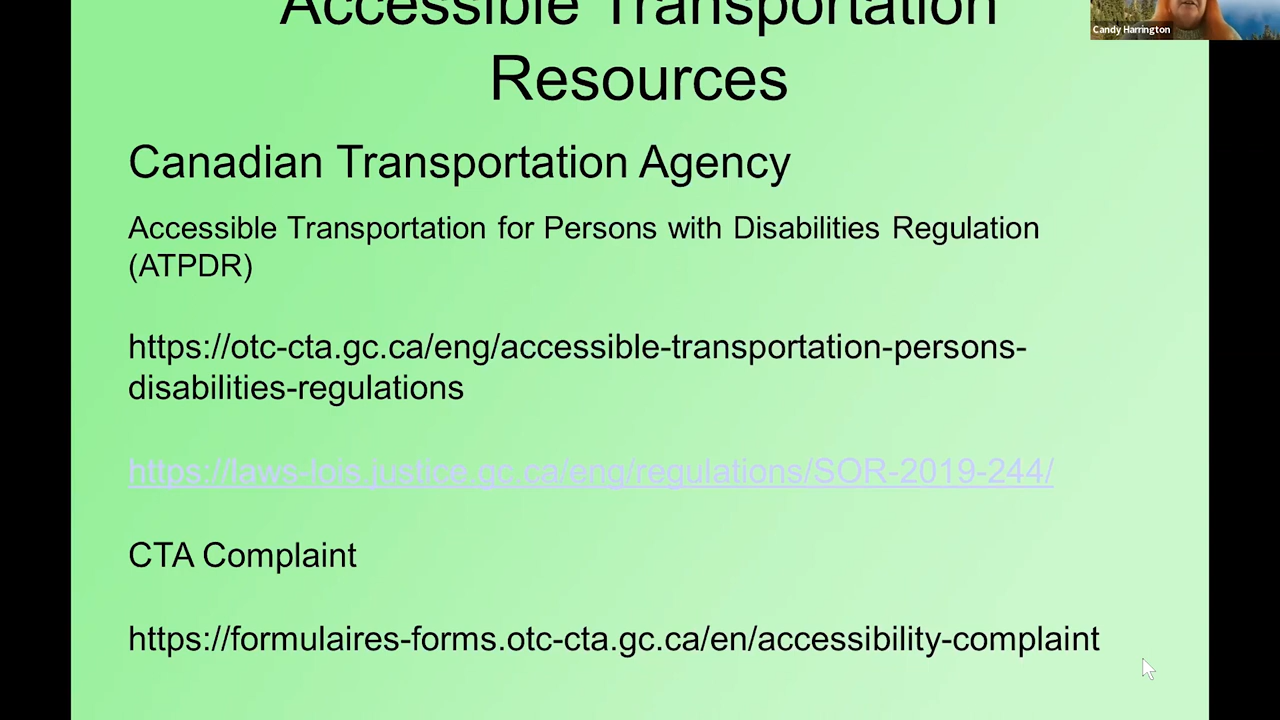 Accessible Transportation
Resources
Candy Harrington
Canadian Transportation Agency
Accessible Transportation for Persons with Disabilities Regulation
(ATPDR)
https://otc-cta.gc.ca/eng/accessible-transportation-persons-
disabilities-regulations
https://laws-lois.justice.gc.ca/eng/regulations/SOR-2019-244/
CTA Complaint
https://formulaires-forms.otc-cta.gc.ca/en/accessibility-complaint